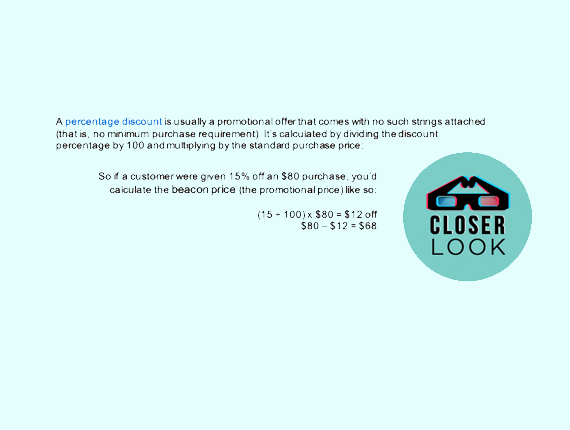 A percentage discount is usually a promotional offer that comes with no such strings attached
(that is, no minimum purchase requirement). It's calculated by dividing the discount
percentage by 100 and multiplying by the standard purchase price:
So if a customer were given 15% off an $80 purchase, you'd
calculate the beacon price (the promotional price) like so:
(15 ÷ 100) x $80 = $12 off
$80 – $12 = $68
CLOSER
LOOK